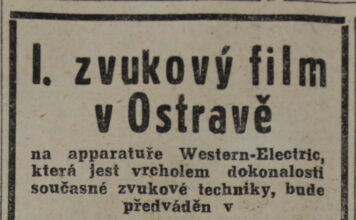 I. zvukový film
v Ostravě
na apparatuře Western-Electric,
která jest vrcholem dokonalosti
současné zvukové techniky, bude
předváděn v